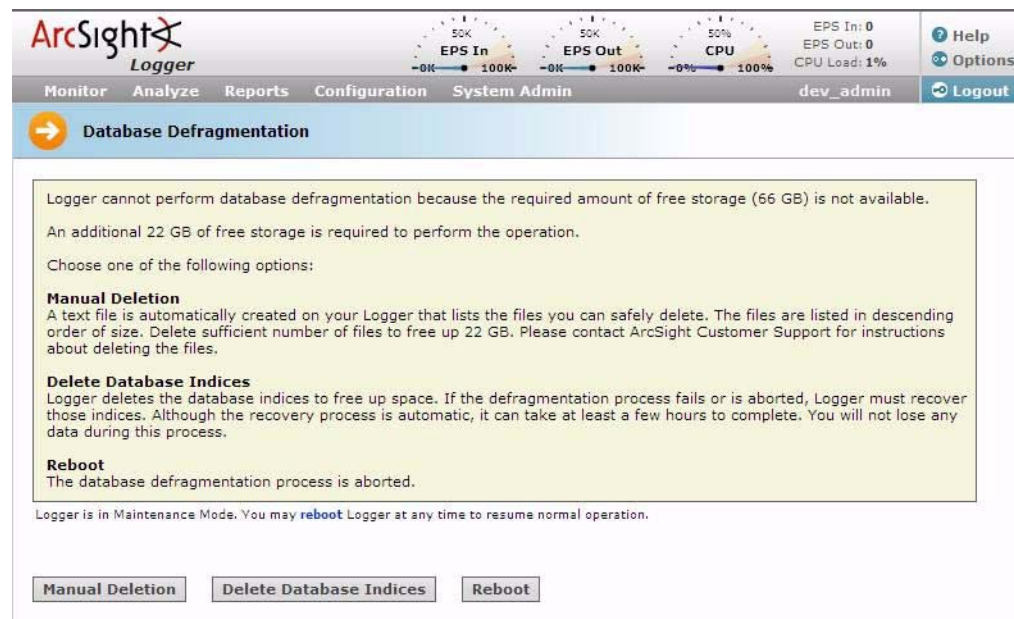 ArcSight
Logger
50K
EPS In
0K 100K
50K
EPS Out
0K 100K
50%
CPU
0% 100%
EPS In: 0
EPS Out: 0
CPU Load: 1%
Help
Options
Monitor Analyze Reports Configuration System Admin dev_admin Logout
Database Defragmentation
Logger cannot perform database defragmentation because the required amount of free storage (66 GB) is not available.
An additional 22 GB of free storage is required to perform the operation.
Choose one of the following options:
Manual Deletion
A text file is automatically created on your Logger that lists the files you can safely delete. The files are listed in descending
order of size. Delete sufficient number of files to free up 22 GB. Please contact ArcSight Customer Support for instructions
about deleting the files.
Delete Database Indices
Logger deletes the database indices to free up space. If the defragmentation process fails or is aborted, Logger must recover
those indices. Although the recovery process is automatic, it can take at least a few hours to complete. You will not lose any
data during this process.
Reboot
The database defragmentation process is aborted.
Logger is in Maintenance Mode. You may reboot Logger at any time to resume normal operation.
Manual Deletion Delete Database Indices Reboot